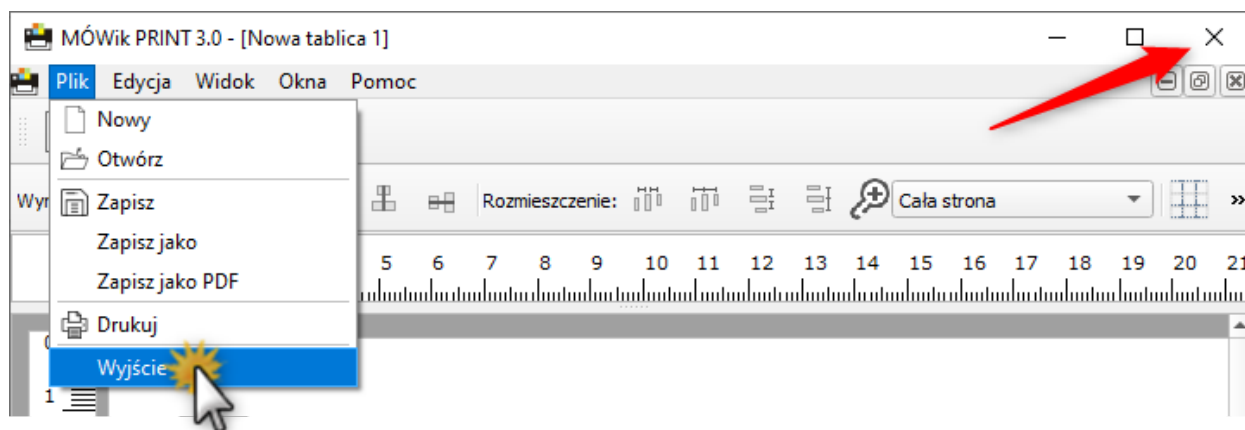 MÓWik PRINT 3.0 - [Nowa tablica 1]
Plik Edycja Widok Okna Pomoc
Nowy
Otwórz
Zapisz
Zapisz jako
Zapisz jako PDF
Drukuj
Wyjście
Rozmieszczenie: Cała strona »
5 6 7 8 9 10 11 12 13 14 15 16 17 18 19 20 21
1